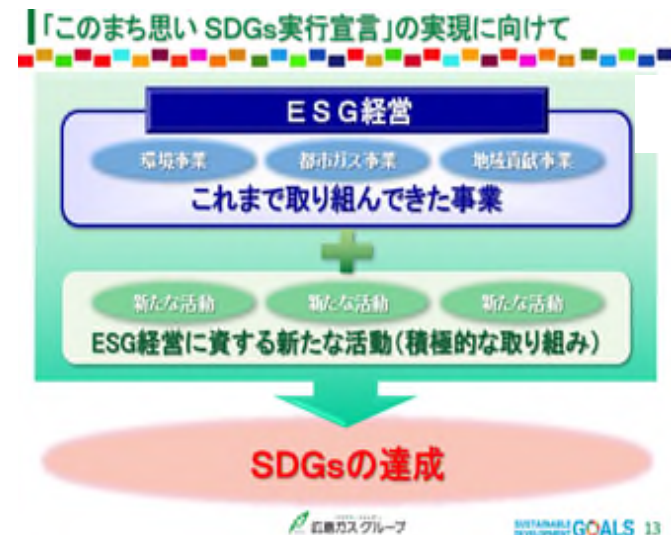 「このまち思い SDGs実行宣言」の実現に向けて
ESG経営
環境事業 都市ガス事業 地域貢献事業
これまで取り組んできた事業
新たな活動 新たな活動 新たな活動
ESG経営に資する新たな活動（積極的な取り組み）
SDGsの達成
広島ガスグループ
SUSTAINABLE DEVELOPMENT GOALS 13